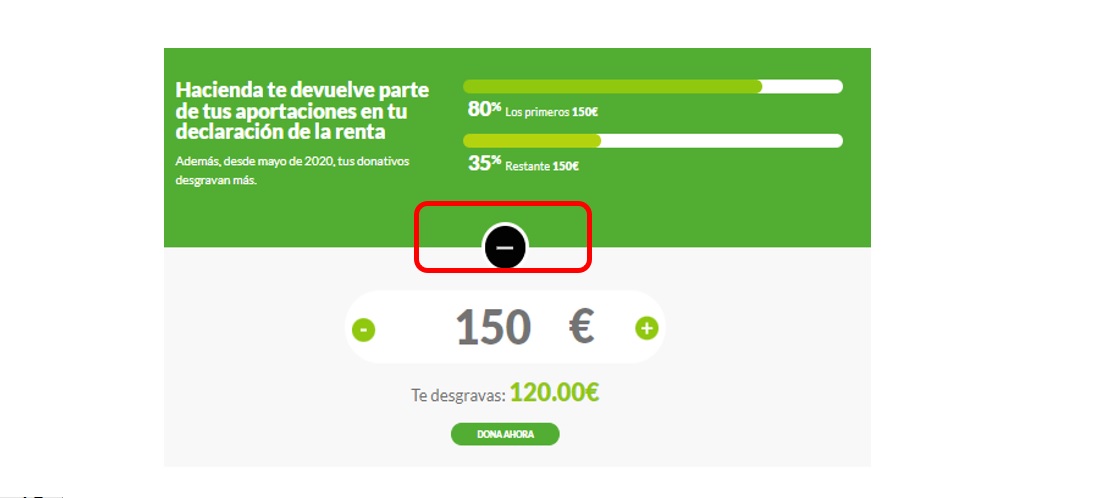 Hacienda te devuelve parte
de tus aportaciones en tu
declaración de la renta
Además, desde mayo de 2020, tus donativos
desgravan más.
80% Los primeros 150€
35% Restante 150€
-
150 €
+
Te desgravas: 120.00€
DONA AHORA